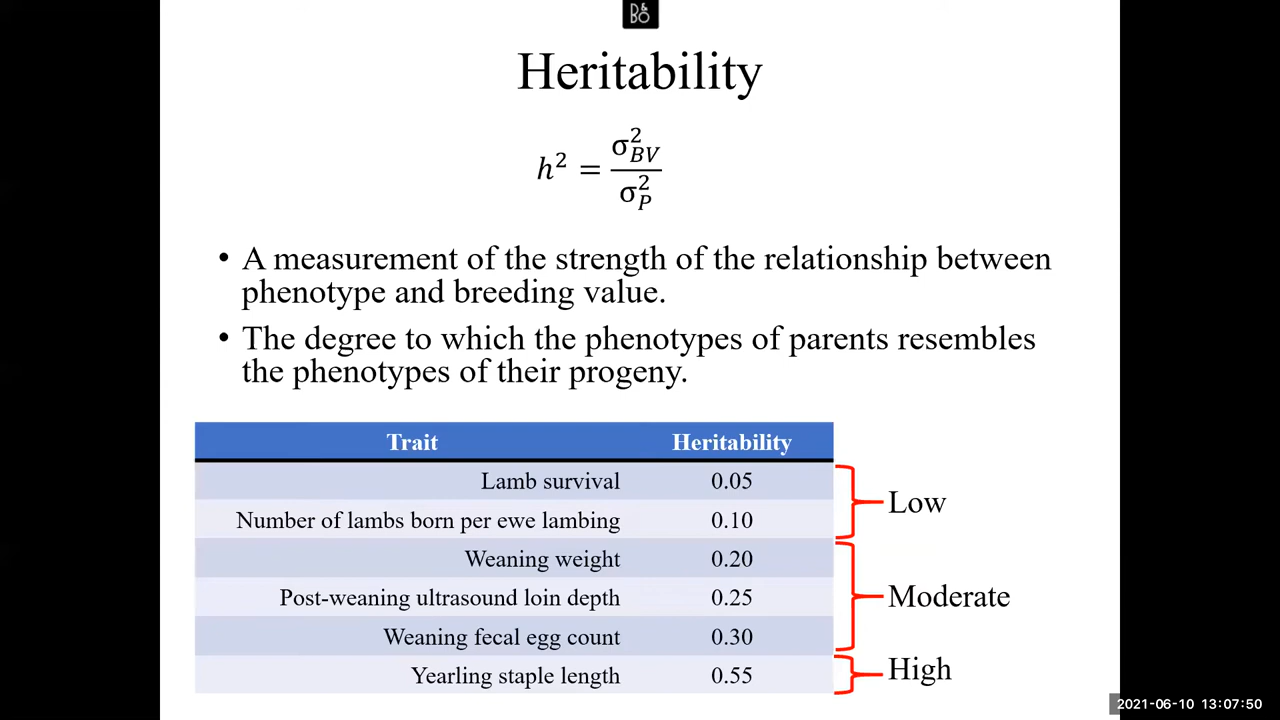 B&O
Heritability
h² = σ²_BV / σ²_P
• A measurement of the strength of the relationship between
phenotype and breeding value.
• The degree to which the phenotypes of parents resembles
the phenotypes of their progeny.
Trait Heritability
Lamb survival 0.05
Number of lambs born per ewe lambing 0.10
Low
Weaning weight 0.20
Post-weaning ultrasound loin depth 0.25
Moderate
Weaning fecal egg count 0.30
Yearling staple length 0.55
High
2021-06-10 13:07:50